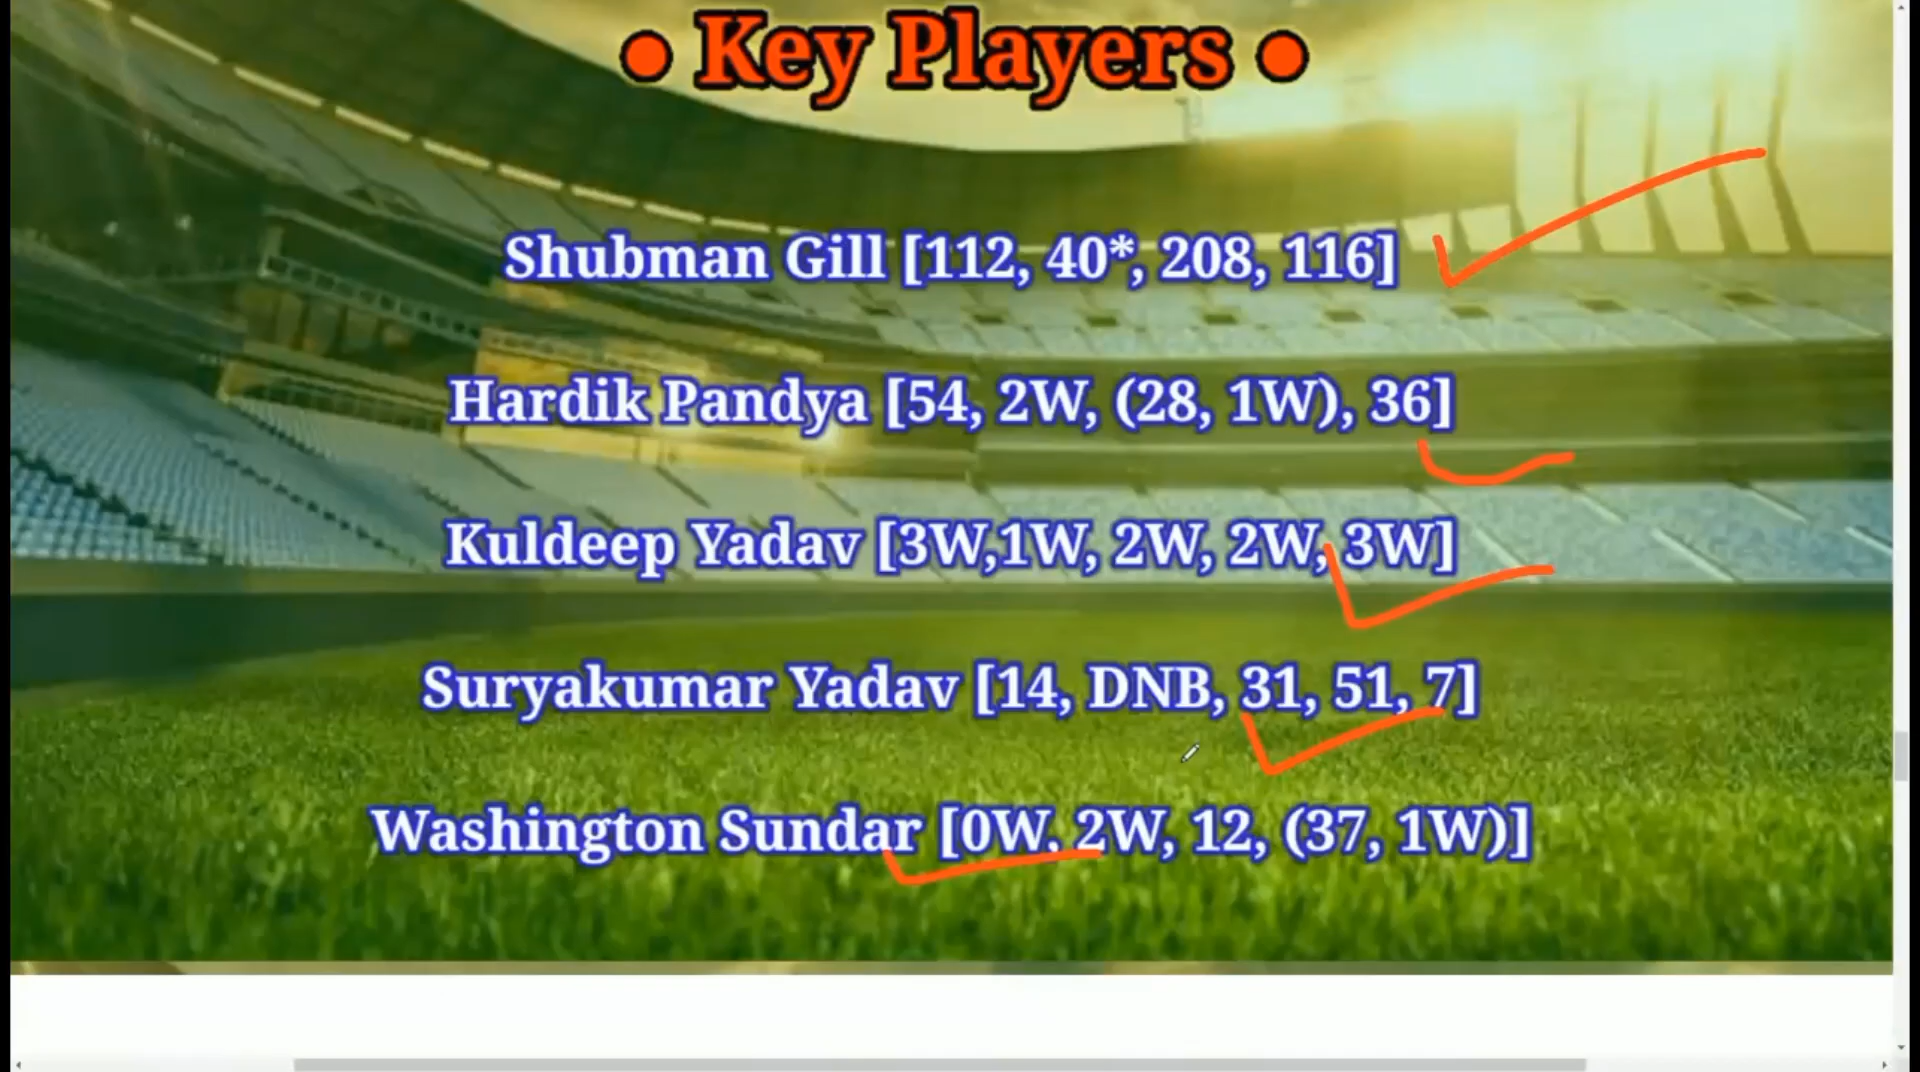 • Key Players •
Shubman Gill [112, 40*, 208, 116]
Hardik Pandya [54, 2W, (28, 1W), 36]
Kuldeep Yadav [3W,1W, 2W, 2W, 3W]
Suryakumar Yadav [14, DNB, 31, 51, 7]
Washington Sundar [0W, 2W, 12, (37, 1W)]